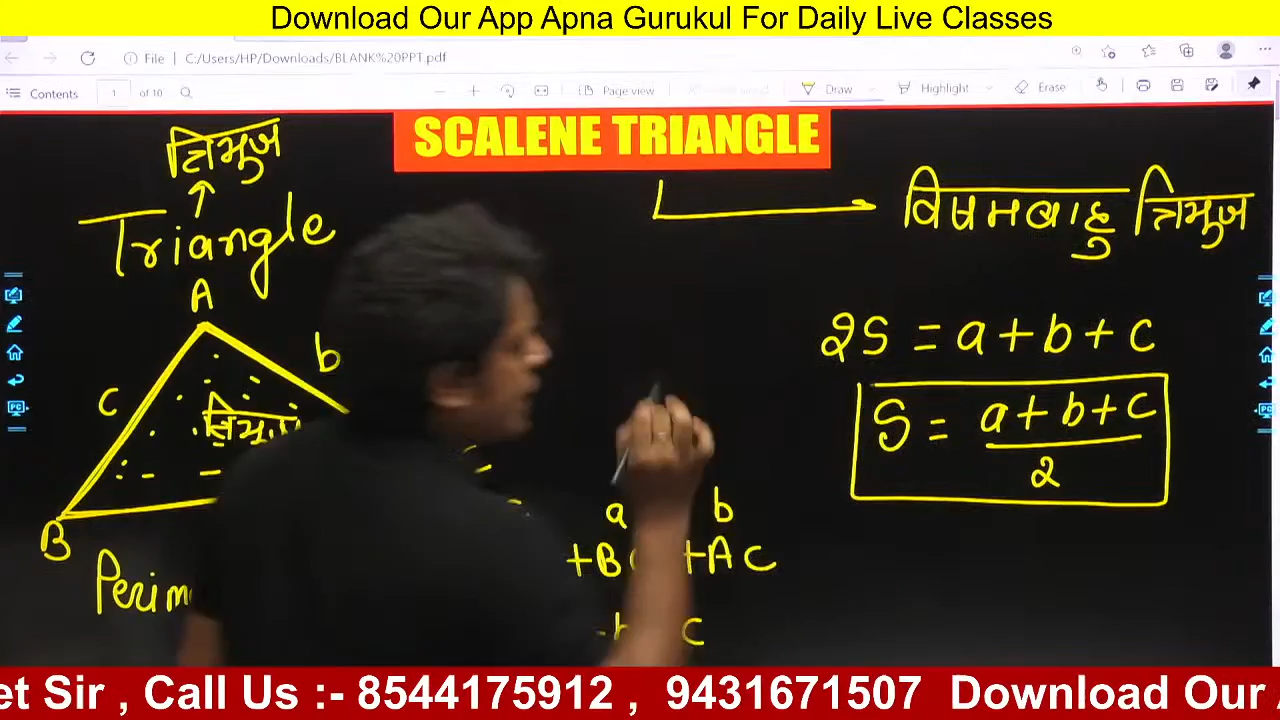 Download Our App Apna Gurukul For Daily Live Classes
File C:/Users/HP/Downloads/BLANK%20PPT.pdf
Contents 1 of 10 Page view Draw Highlight Erase
SCALENE TRIANGLE
त्रिभुज
Triangle
विषमबाहु त्रिभुज
A
b
c
त्रिभुज
B
2S = a+b+c
S = a+b+c
2
a b
+B +AC
c
et Sir , Call Us :- 8544175912 , 9431671507 Download Our